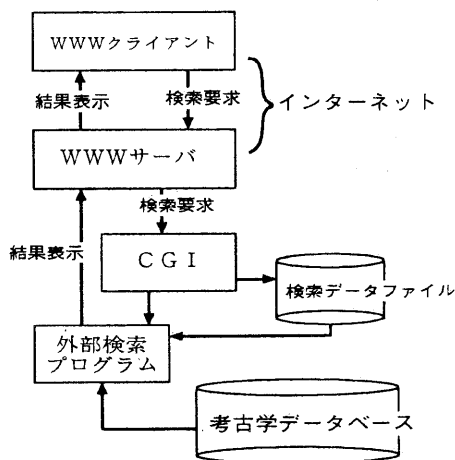 WWWクライアント
結果表示
検索要求
インターネット
WWWサーバ
検索要求
結果表示
CGI
検索データファイル
外部検索
プログラム
考古学データベース